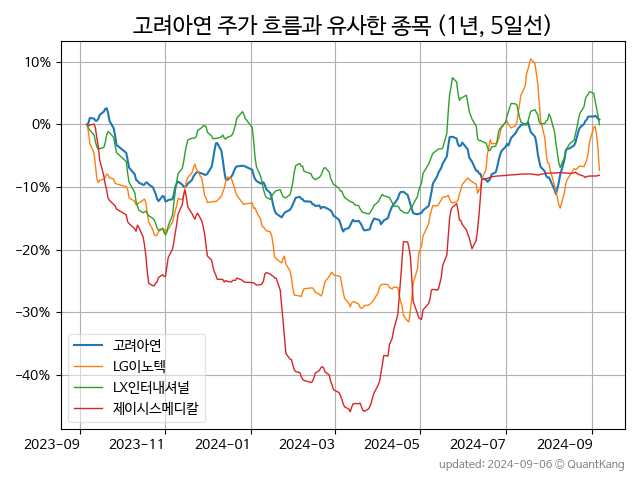 고려아연 주가 흐름과 유사한 종목 (1년, 5일선)
10%
0%
−10%
−20%
−30%
−40%
고려아연
LG이노텍
LX인터내셔널
제이시스메디칼
2023-09 2023-11 2024-01 2024-03 2024-05 2024-07 2024-09
updated: 2024-09-06 © QuantKang